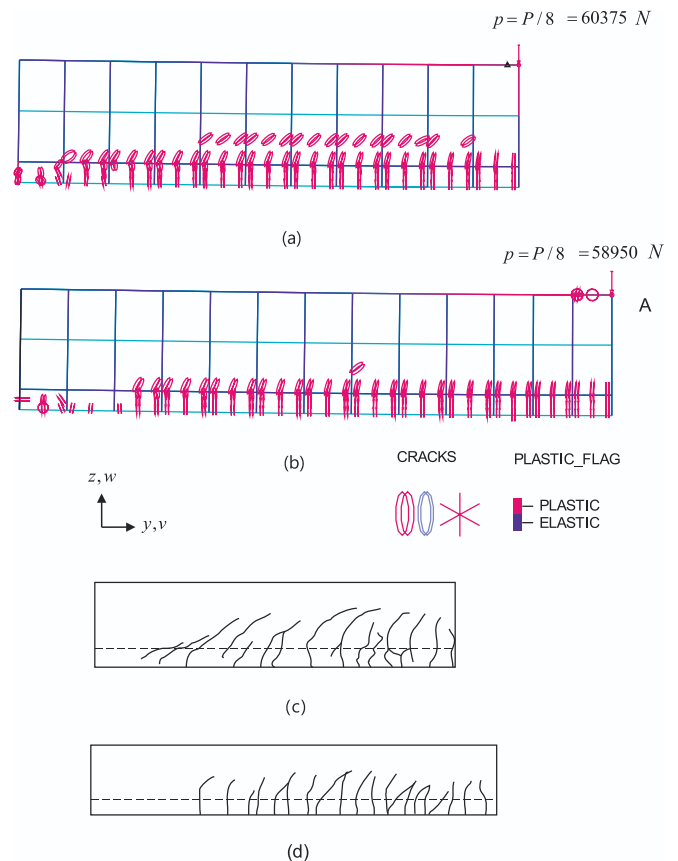 p = P / 8 = 60375 N
(a)
p = P / 8 = 58950 N
A
(b)
CRACKS PLASTIC_FLAG
z, w
PLASTIC
y, v
ELASTIC
(c)
(d)